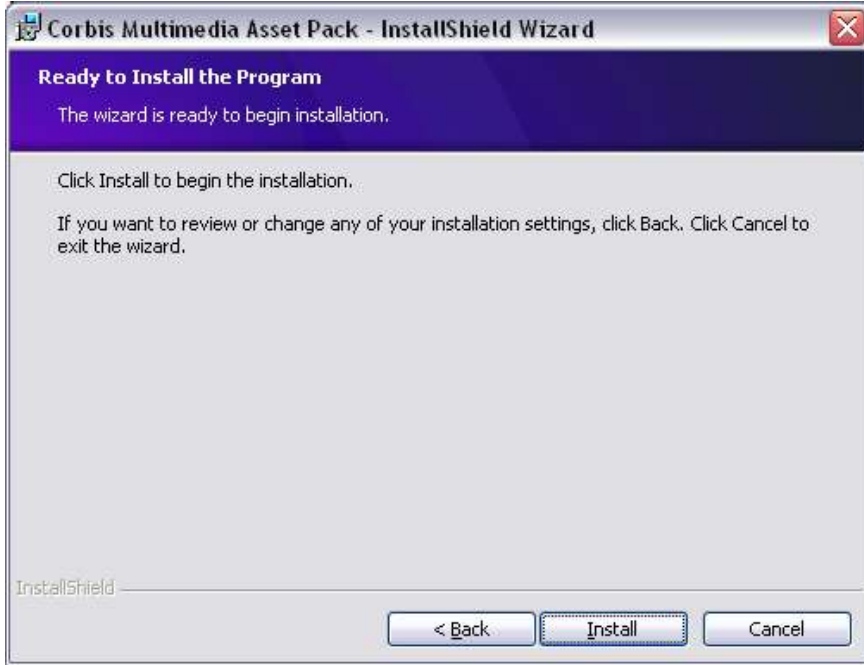 Corbis Multimedia Asset Pack - InstallShield Wizard
Ready to Install the Program
The wizard is ready to begin installation.
Click Install to begin the installation.
If you want to review or change any of your installation settings, click Back. Click Cancel to
exit the wizard.
InstallShield
< Back
Install
Cancel